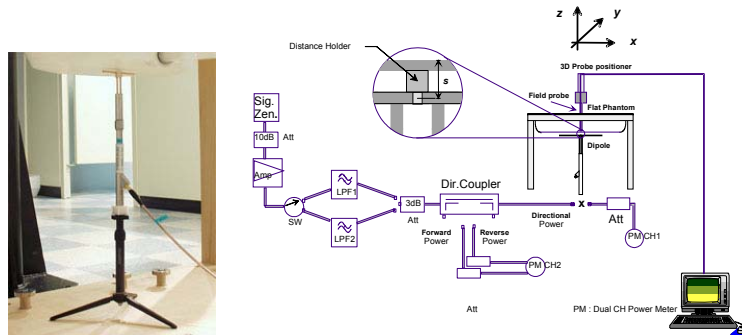 z
y
x
Distance Holder
s
3D Probe positioner
Field probe
Flat Phantom
Dipole
Sig.
Zen.
10dB
Att
Amp
SW
LPF1
LPF2
3dB
Att
Dir.Coupler
Forward
Power
Reverse
Power
Directional
Power
x
Att
PM CH1
PM CH2
Att
PM : Dual CH Power Meter